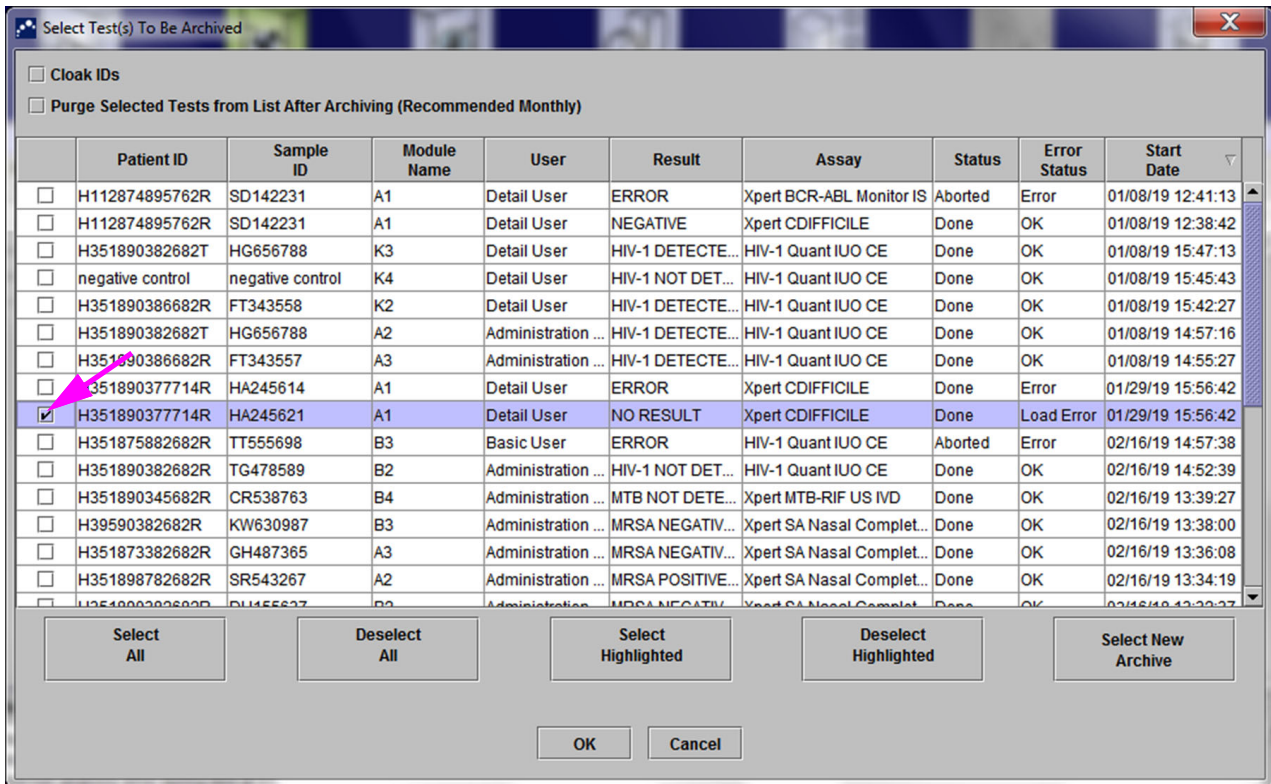 Select Test(s) To Be Archived
Cloak IDs
Purge Selected Tests from List After Archiving (Recommended Monthly)
Patient ID Sample ID Module Name User Result Assay Status Error Status Start Date
H112874895762R SD142231 A1 Detail User ERROR Xpert BCR-ABL Monitor IS Aborted Error 01/08/19 12:41:13
H112874895762R SD142231 A1 Detail User NEGATIVE Xpert CDIFFICILE Done OK 01/08/19 12:38:42
H351890382682T HG656788 K3 Detail User HIV-1 DETECTE... HIV-1 Quant IUO CE Done OK 01/08/19 15:47:13
negative control negative control K4 Detail User HIV-1 NOT DET... HIV-1 Quant IUO CE Done OK 01/08/19 15:45:43
H351890386682R FT343558 K2 Detail User HIV-1 DETECTE... HIV-1 Quant IUO CE Done OK 01/08/19 15:42:27
H351890382682T HG656788 A2 Administration ... HIV-1 DETECTE... HIV-1 Quant IUO CE Done OK 01/08/19 14:57:16
H351890386682R FT343557 A3 Administration ... HIV-1 DETECTE... HIV-1 Quant IUO CE Done OK 01/08/19 14:55:27
H351890377714R HA245614 A1 Detail User ERROR Xpert CDIFFICILE Done Error 01/29/19 15:56:42
H351890377714R HA245621 A1 Detail User NO RESULT Xpert CDIFFICILE Done Load Error 01/29/19 15:56:42
H351875882682R TT555698 B3 Basic User ERROR HIV-1 Quant IUO CE Aborted Error 02/16/19 14:57:38
H351890382682R TG478589 B2 Administration ... HIV-1 NOT DET... HIV-1 Quant IUO CE Done OK 02/16/19 14:52:39
H351890345682R CR538763 B4 Administration ... MTB NOT DETE... Xpert MTB-RIF US IVD Done OK 02/16/19 13:39:27
H39590382682R KW630987 B3 Administration ... MRSA NEGATIV... Xpert SA Nasal Complet... Done OK 02/16/19 13:38:00
H351873382682R GH487365 A3 Administration ... MRSA NEGATIV... Xpert SA Nasal Complet... Done OK 02/16/19 13:36:08
H351898782682R SR543267 A2 Administration ... MRSA POSITIVE... Xpert SA Nasal Complet... Done OK 02/16/19 13:34:19
Select All Deselect All Select Highlighted Deselect Highlighted Select New Archive
OK Cancel